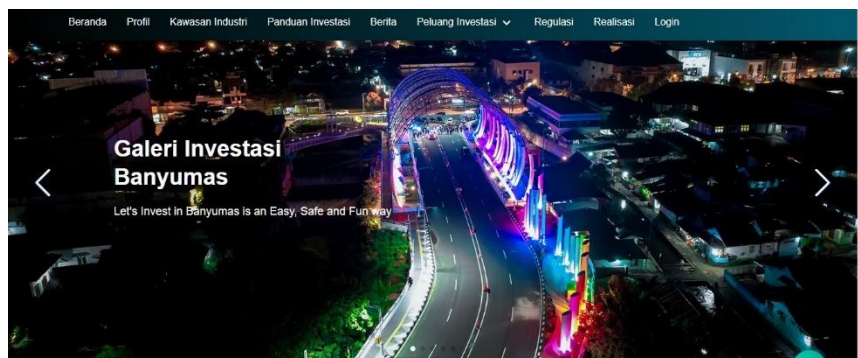 Beranda Profil Kawasan Industri Panduan Investasi Berita Peluang Investasi Regulasi Realisasi Login
Galeri Investasi
Banyumas
Let's Invest in Banyumas is an Easy, Safe and Fun way